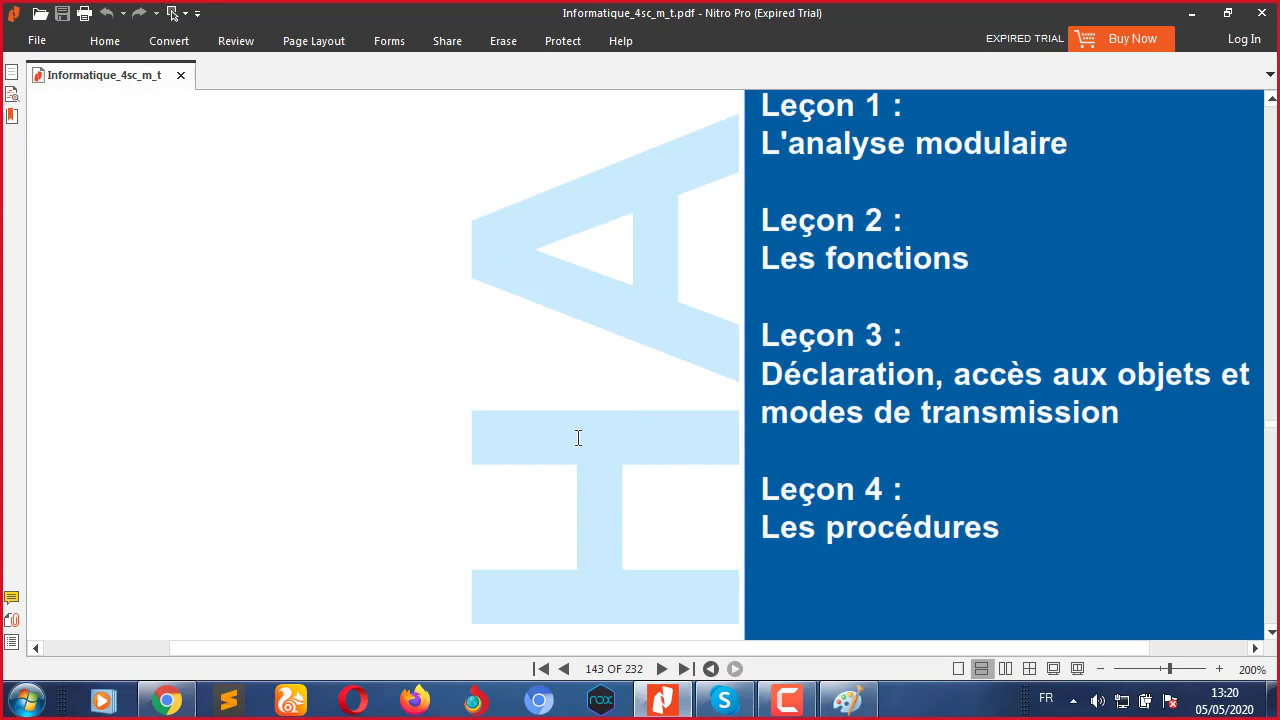 Informatique_4sc_m_t.pdf - Nitro Pro (Expired Trial)
File Home Convert Review Page Layout Forms Share Erase Protect Help EXPIRED TRIAL Buy Now Log In
Informatique_4sc_m_t
HA
Leçon 1 :
L'analyse modulaire
Leçon 2 :
Les fonctions
Leçon 3 :
Déclaration, accès aux objets et
modes de transmission
Leçon 4 :
Les procédures
143 OF 232
200%
nox
FR
13:20
05/05/2020